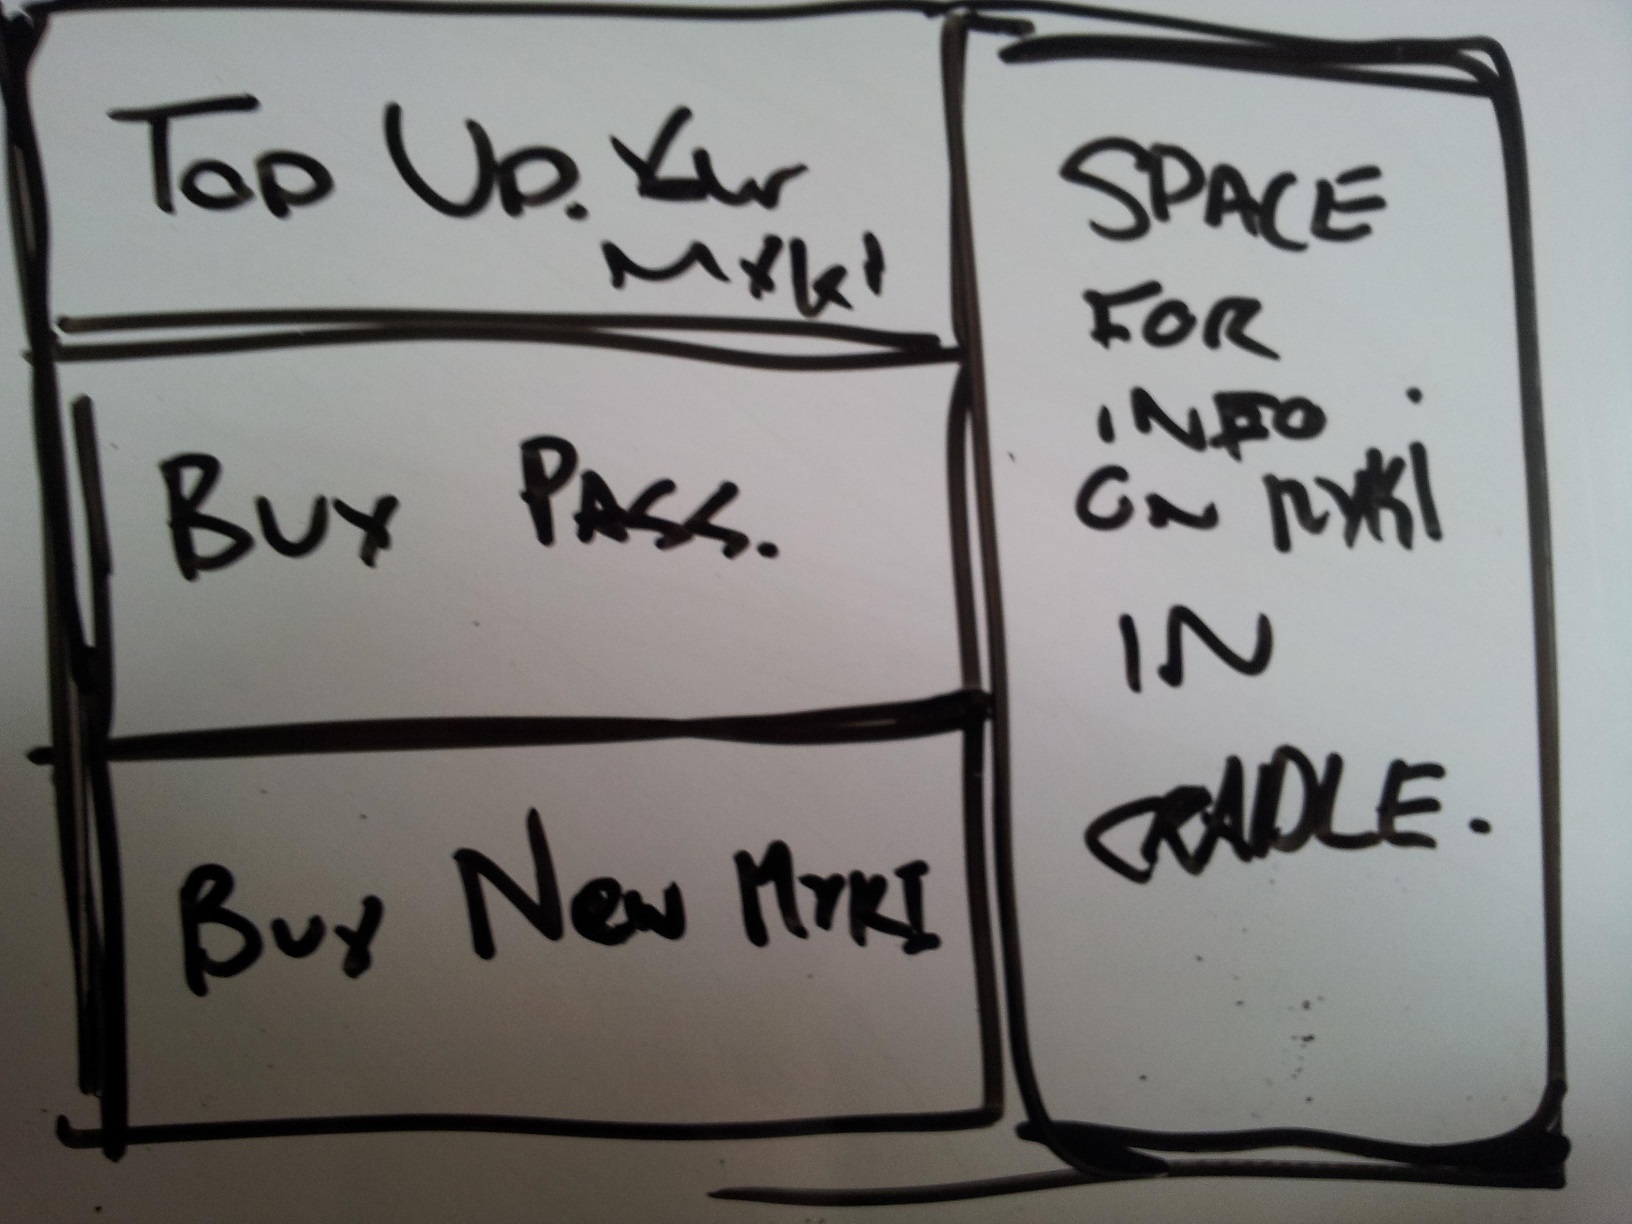 Top Up. Your
Myki
Buy PASS.
Buy New MYKI
SPACE
FOR
INFO
ON MYKI
IN
CRADLE.